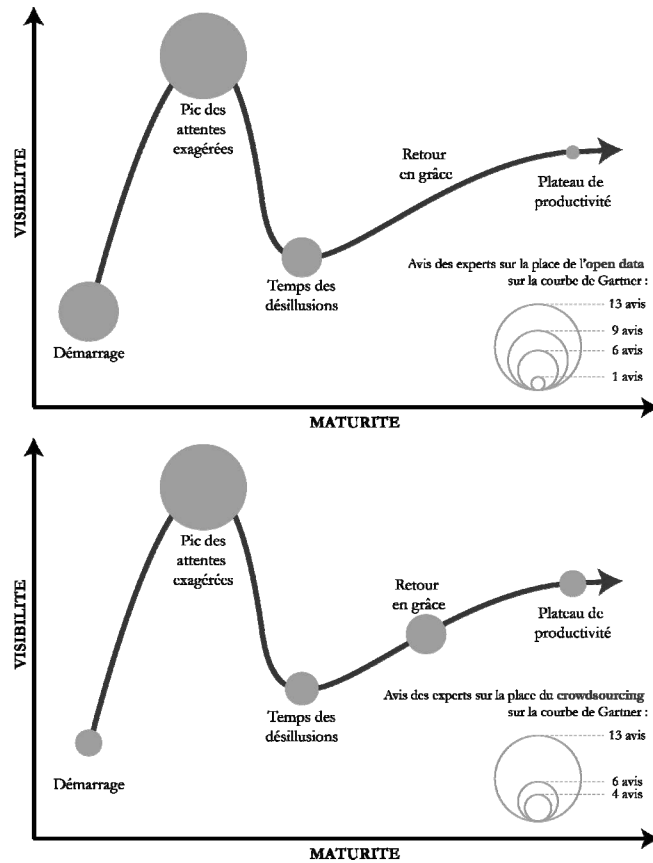 VISIBILITE
Pic des
attentes
exagérées
Retour
en grâce
Plateau de
productivité
Temps des
désillusions
Démarrage
Avis des experts sur la place de l'open data
sur la courbe de Gartner :
13 avis
9 avis
6 avis
1 avis
MATURITE
VISIBILITE
Pic des
attentes
exagérées
Retour
en grâce
Plateau de
productivité
Temps des
désillusions
Démarrage
Avis des experts sur la place du crowdsourcing
sur la courbe de Gartner :
13 avis
6 avis
4 avis
MATURITE